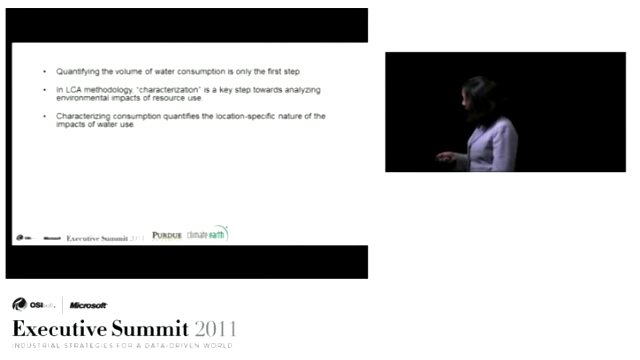 • Quantifying the volume of water consumption is only the first step
• In LCA methodology, "characterization" is a key step towards analyzing
environmental impacts of resource use
• Characterizing consumption quantifies the location-specific nature of the
impacts of water use.
Microsoft Executive Summit 2011 PURDUE climate earth
OSIsoft. Microsoft
Executive Summit 2011
INDUSTRIAL STRATEGIES FOR A DATA-DRIVEN WORLD